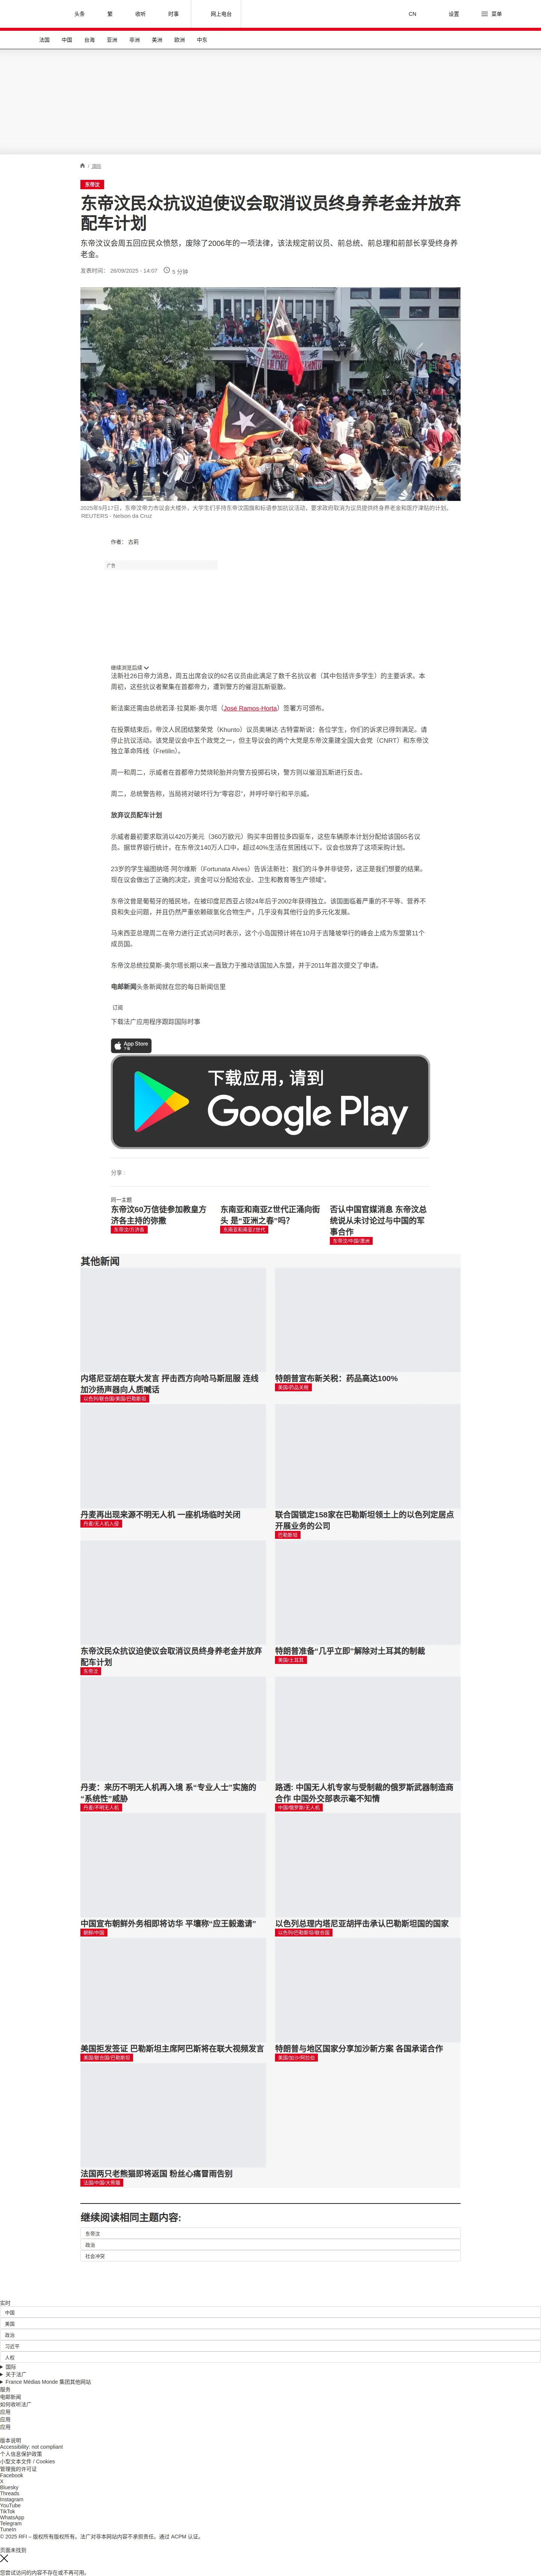 头条
繁
收听
时事
网上电台
CN
设置
菜单
法国
中国
台海
亚洲
非洲
美洲
欧洲
中东
/ 国际
东帝汶
东帝汶民众抗议迫使议会取消议员终身养老金并放弃
配车计划
东帝汶议会周五回应民众愤怒，废除了2006年的一项法律，该法规定前议员、前总统、前总理和前部长享受终身养
老金。
发表时间： 26/09/2025 - 14:07 5 分钟
2025年9月17日，东帝汶帝力市议会大楼外，大学生们手持东帝汶国旗和标语参加抗议活动，要求政府取消为议员提供终身养老金和医疗津贴的计划。
REUTERS - Nelson da Cruz
作者： 古莉
广告
继续浏览后续
法新社26日帝力消息，周五出席会议的62名议员由此满足了数千名抗议者（其中包括许多学生）的主要诉求。本
周初，这些抗议者聚集在首都帝力，遭到警方的催泪瓦斯驱散。
新法案还需由总统若泽·拉莫斯-奥尔塔（José Ramos-Horta）签署方可颁布。
在投票结束后，帝汶人民团结繁荣党（Khunto）议员奥琳达·古特雷斯说：各位学生，你们的诉求已得到满足。请
停止抗议活动。该党是议会中五个政党之一，但主导议会的两个大党是东帝汶重建全国大会党（CNRT）和东帝汶
独立革命阵线（Fretilin）。
周一和周二，示威者在首都帝力焚烧轮胎并向警方投掷石块，警方则以催泪瓦斯进行反击。
周二，总统警告称，当局将对破坏行为“零容忍”，并呼吁举行和平示威。
放弃议员配车计划
示威者最初要求取消以420万美元（360万欧元）购买丰田普拉多四驱车，这些车辆原本计划分配给该国65名议
员。据世界银行统计，在东帝汶140万人口中，超过40%生活在贫困线以下。议会也放弃了这项采购计划。
23岁的学生福图纳塔·阿尔维斯（Fortunata Alves）告诉法新社：我们的斗争并非徒劳，这正是我们想要的结果。
现在议会做出了正确的决定，资金可以分配给农业、卫生和教育等生产领域”。
东帝汶曾是葡萄牙的殖民地，在被印度尼西亚占领24年后于2002年获得独立。该国面临着严重的不平等、营养不
良和失业问题，并且仍然严重依赖碳氢化合物生产，几乎没有其他行业的多元化发展。
马来西亚总理周二在帝力进行正式访问时表示，这个小岛国预计将在10月于吉隆坡举行的峰会上成为东盟第11个
成员国。
东帝汶总统拉莫斯-奥尔塔长期以来一直致力于推动该国加入东盟，并于2011年首次提交了申请。
电邮新闻头条新闻就在您的每日新闻信里
订阅
下载法广应用程序跟踪国际时事
App Store
下载
下载应用，请到
Google Play
分享 :
同一主题
东帝汶60万信徒参加教皇方
济各主持的弥撒
东帝汶/方济各
东南亚和南亚Z世代正涌向街
头 是“亚洲之春”吗？
东南亚和南亚Z世代
否认中国官媒消息 东帝汶总
统说从未讨论过与中国的军
事合作
东帝汶/中国/澳洲
其他新闻
内塔尼亚胡在联大发言 抨击西方向哈马斯屈服 连线
加沙扬声器向人质喊话
以色列/联合国/美国/巴勒斯坦
特朗普宣布新关税：药品高达100%
美国/药品关税
丹麦再出现来源不明无人机 一座机场临时关闭
丹麦/无人机入侵
联合国锁定158家在巴勒斯坦领土上的以色列定居点
开展业务的公司
巴勒斯坦
东帝汶民众抗议迫使议会取消议员终身养老金并放弃
配车计划
东帝汶
特朗普准备“几乎立即”解除对土耳其的制裁
美国/土耳其
丹麦：来历不明无人机再入境 系“专业人士”实施的
“系统性”威胁
丹麦/不明无人机
路透: 中国无人机专家与受制裁的俄罗斯武器制造商
合作 中国外交部表示毫不知情
中国/俄罗斯/无人机
中国宣布朝鲜外务相即将访华 平壤称“应王毅邀请”
朝鲜/中国
以色列总理内塔尼亚胡抨击承认巴勒斯坦国的国家
以色列/巴勒斯坦/联合国
美国拒发签证 巴勒斯坦主席阿巴斯将在联大视频发言
美国/联合国/巴勒斯坦
特朗普与地区国家分享加沙新方案 各国承诺合作
美国/加沙/阿拉伯
法国两只老熊猫即将返国 粉丝心痛冒雨告别
法国/中国/大熊猫
继续阅读相同主题内容:
东帝汶
政治
社会冲突
实时
中国
美国
政治
习近平
人权
国际
关于法广
France Médias Monde 集团其他网站
服务
电邮新闻
如何收听法广
应用
应用
应用
版本说明
Accessibility: not compliant
个人信息保护政策
小型文本文件 / Cookies
管理我的许可证
Facebook
X
Bluesky
Threads
Instagram
YouTube
TikTok
WhatsApp
Telegram
TuneIn
© 2025 RFI – 版权所有版权所有。法广对非本网站内容不承担责任。通过 ACPM 认证。
页面未找到
您尝试访问的内容不存在或不再可用。